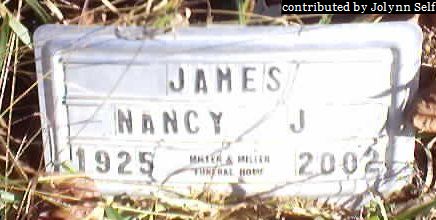 contributed by Jolynn Self
JAMES
NANCY J
1925 MILLER & MILLER 2002
FUNERAL HOME